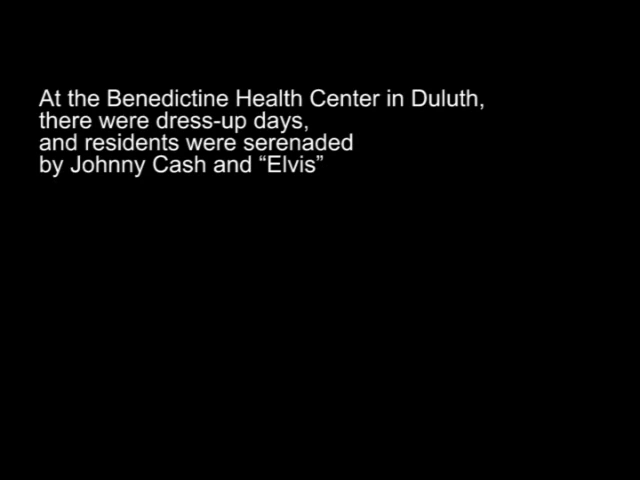 At the Benedictine Health Center in Duluth,
there were dress-up days,
and residents were serenaded
by Johnny Cash and “Elvis”